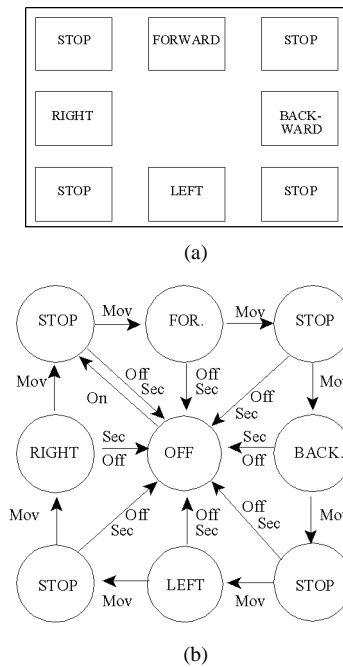 STOP FORWARD STOP
RIGHT BACK-
WARD
STOP LEFT STOP
(a)
STOP Mov FOR. Mov STOP
Off
Sec
On
Off
Sec
Off
Sec
Mov
Mov
RIGHT Sec
Off
OFF
Sec
Off
BACK.
Mov
Off
Sec
Off
Sec
Off
Sec
Mov
STOP Mov LEFT Mov STOP
(b)